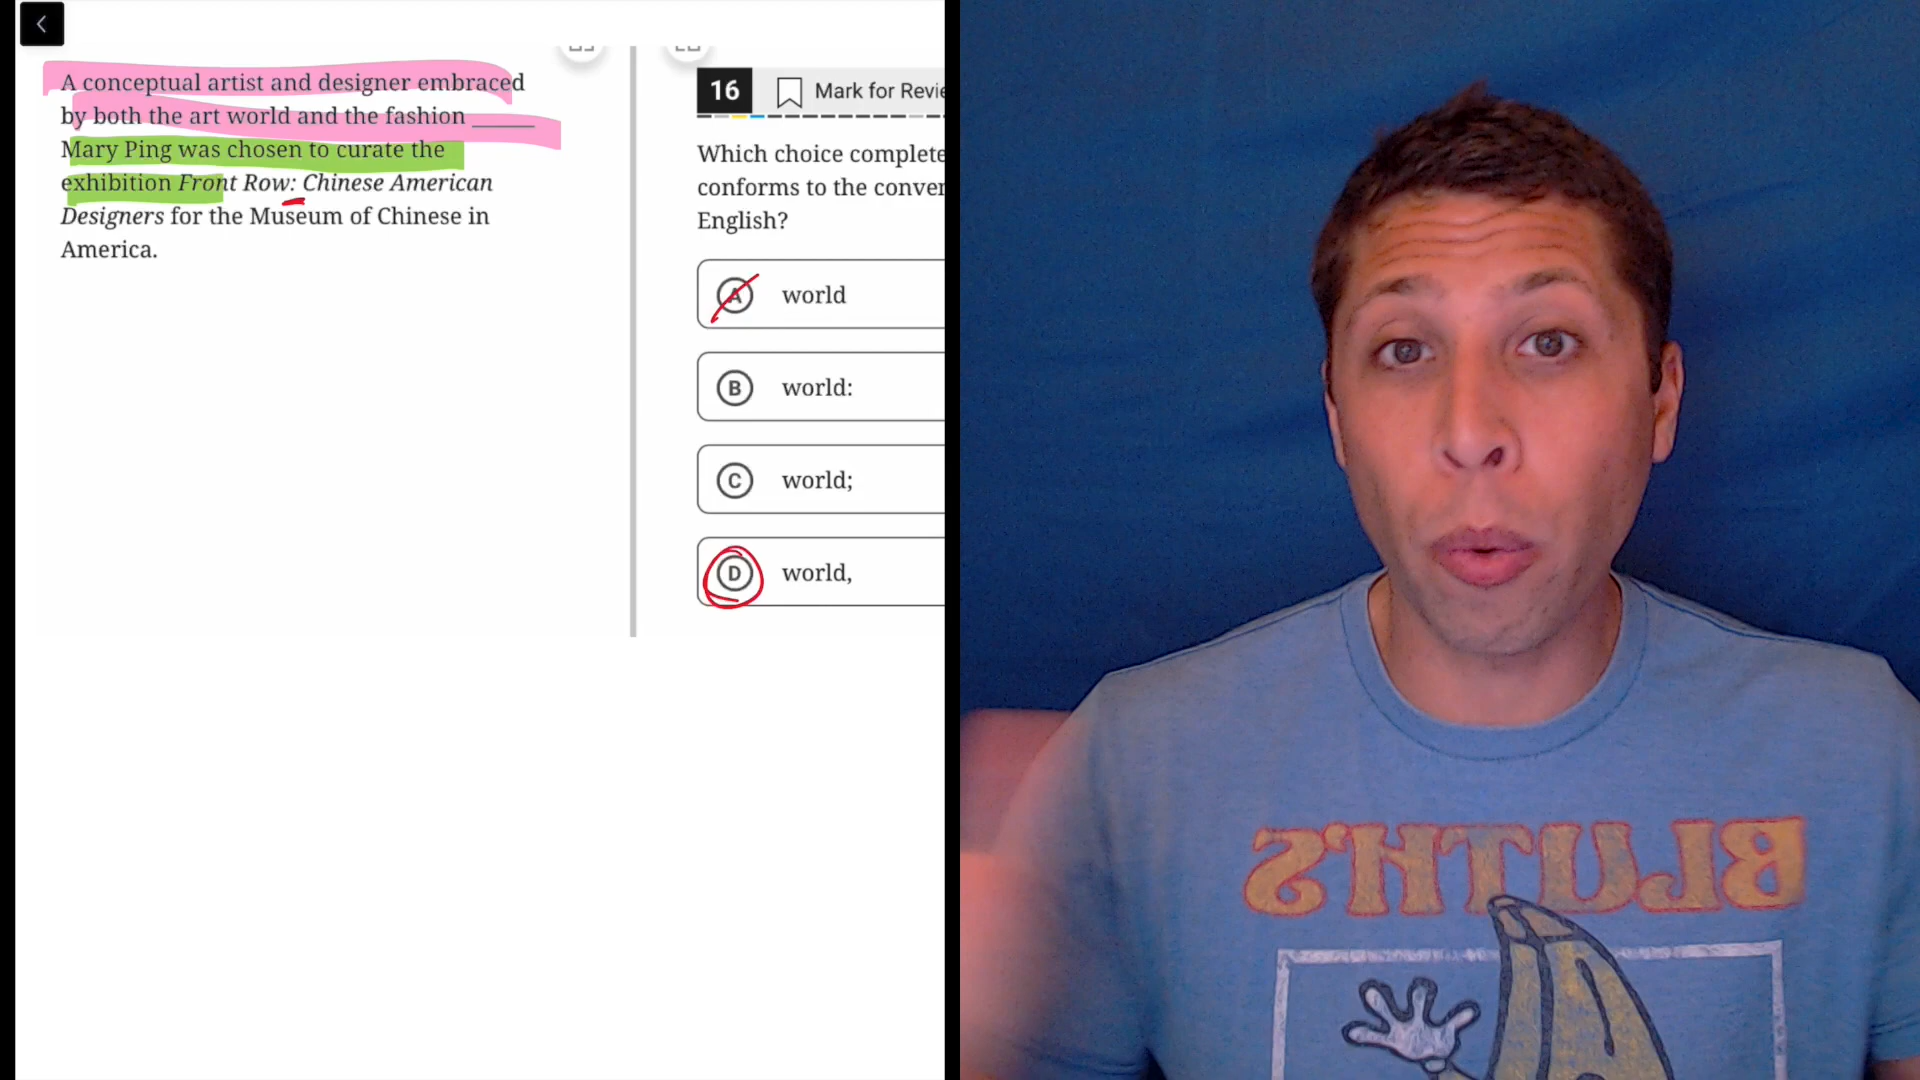 A conceptual artist and designer embraced
by both the art world and the fashion ______
Mary Ping was chosen to curate the
exhibition Front Row: Chinese American
Designers for the Museum of Chinese in
America.
16 Mark for Revie
Which choice complete
conforms to the conver
English?
A world
B world:
C world;
D world,
BLUTH'S